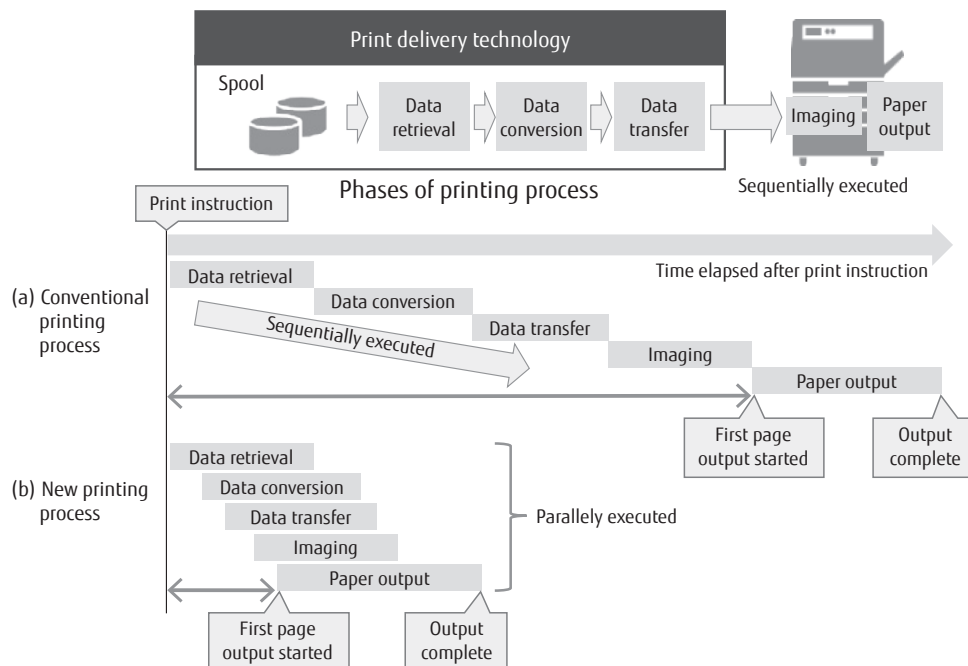 Print delivery technology
Spool
Data
retrieval
Data
conversion
Data
transfer
Imaging
Paper
output
Phases of printing process
Sequentially executed
Print instruction
Time elapsed after print instruction
(a) Conventional
printing
process
Data retrieval
Data conversion
Sequentially executed
Data transfer
Imaging
Paper output
First page
output started
Output
complete
(b) New printing
process
Data retrieval
Data conversion
Data transfer
Imaging
Paper output
Parallely executed
First page
output started
Output
complete